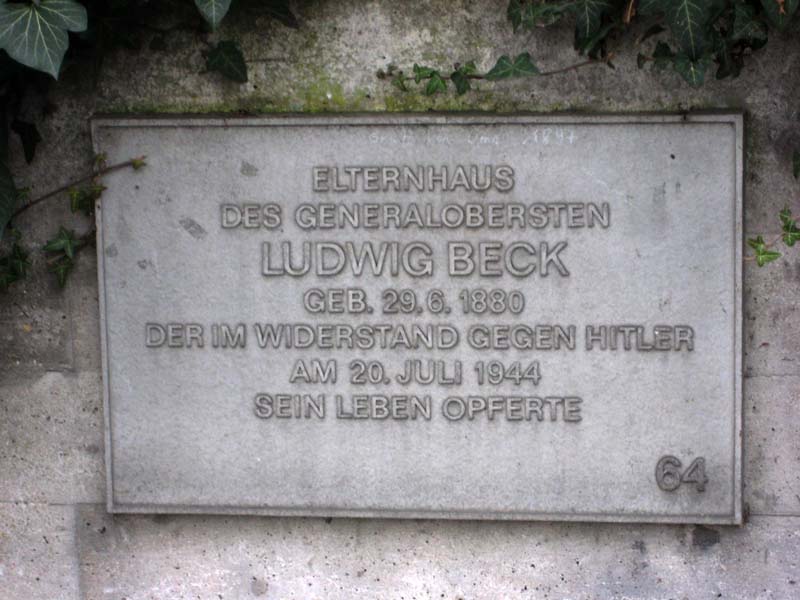 1897
ELTERNHAUS
DES GENERALOBERSTEN
LUDWIG BECK
GEB. 29.6.1880
DER IM WIDERSTAND GEGEN HITLER
AM 20. JULI 1944
SEIN LEBEN OPFERTE
64